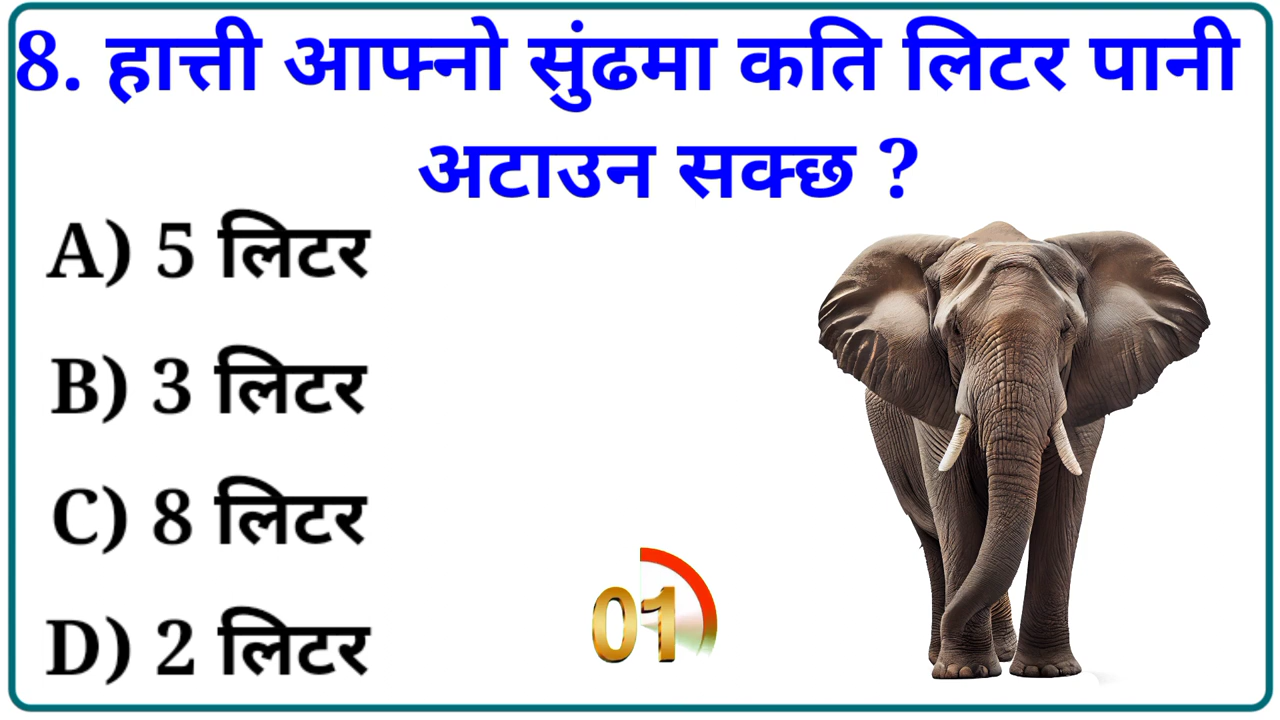 8. हात्ती आफ्नो सुंढमा कति लिटर पानी
अटाउन सक्छ ?
A) 5 लिटर
B) 3 लिटर
C) 8 लिटर
D) 2 लिटर
01